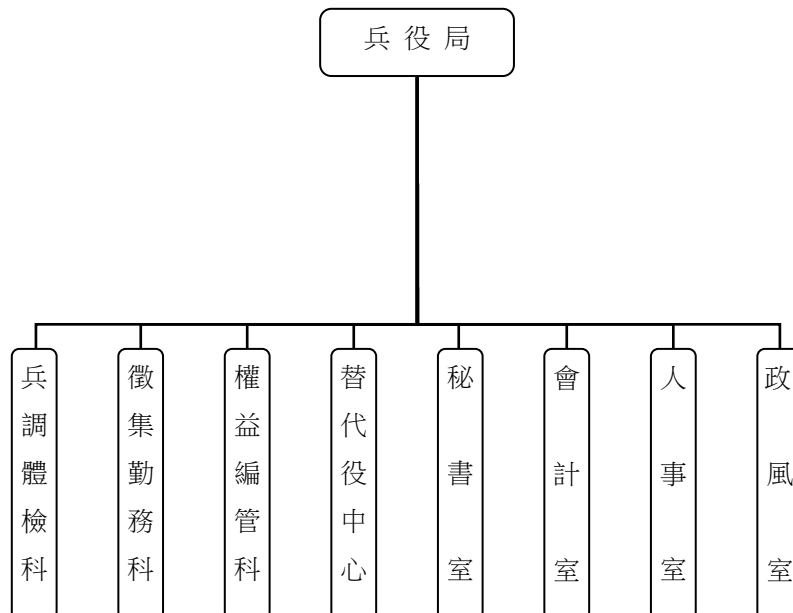 兵役局
兵調體檢科
徵集勤務科
權益編管科
替代役中心
秘書室
會計室
人事室
政風室